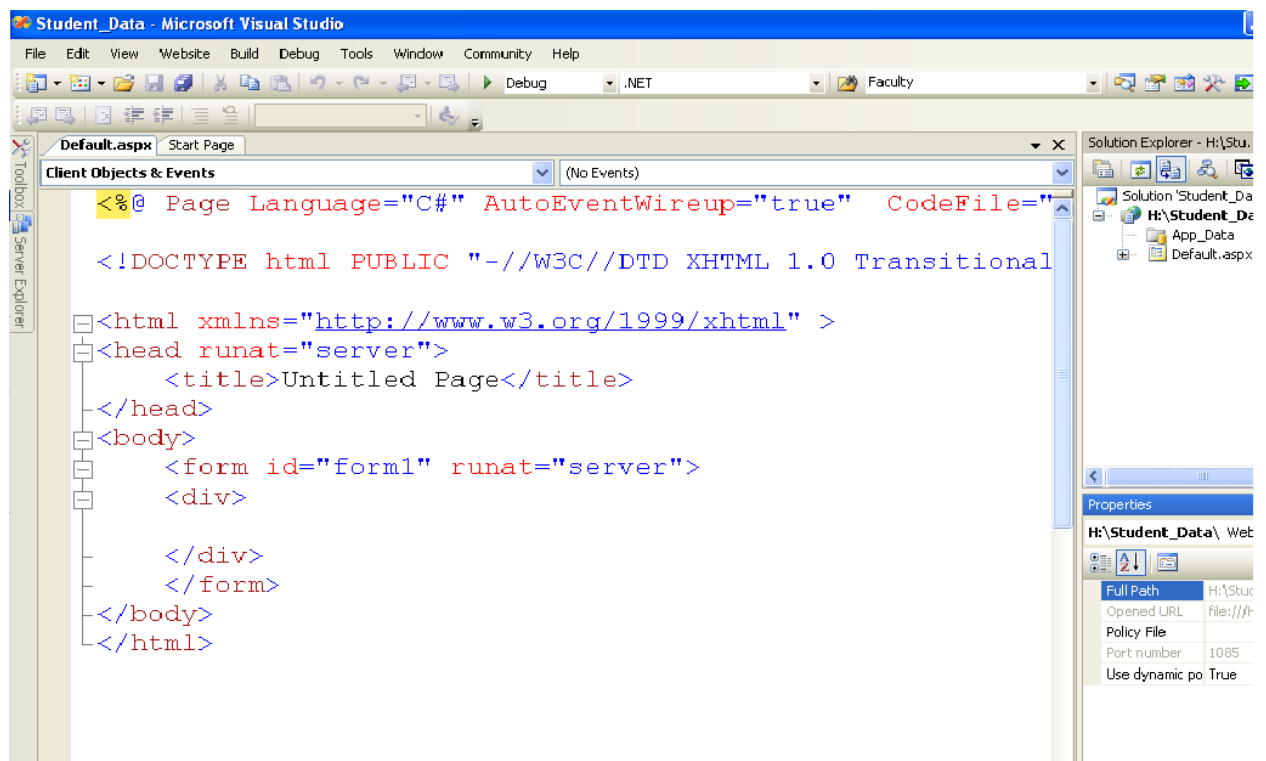 Student_Data - Microsoft Visual Studio
File Edit View Website Build Debug Tools Window Community Help
Debug .NET Faculty
Default.aspx Start Page
Client Objects & Events (No Events)
Toolbox
Server Explorer
<%@ Page Language="C#" AutoEventWireup="true" CodeFile="
<!DOCTYPE html PUBLIC "-//W3C//DTD XHTML 1.0 Transitional
<html xmlns="http://www.w3.org/1999/xhtml" >
<head runat="server">
<title>Untitled Page</title>
</head>
<body>
<form id="form1" runat="server">
<div>
</div>
</form>
</body>
</html>
Solution Explorer - H:\Stu.
Solution 'Student_Da
H:\Student_Da
App_Data
Default.aspx
Properties
H:\Student_Data\ Web
Full Path H:\Stud
Opened URL file:///H
Policy File
Port number 1085
Use dynamic po True